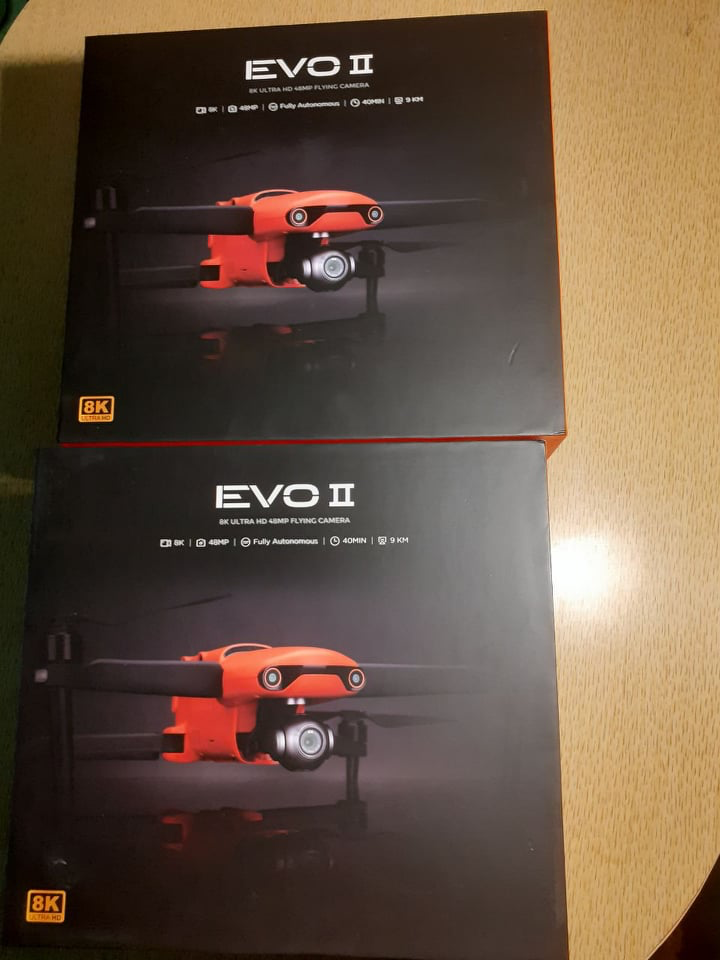 EVO II
8K ULTRA HD 48MP FLYING CAMERA
8K | 48MP | Fully Autonomous | 40MIN | 9 KM
8K
ULTRA HD
EVO II
8K ULTRA HD 48MP FLYING CAMERA
8K | 48MP | Fully Autonomous | 40MIN | 9 KM
8K
ULTRA HD